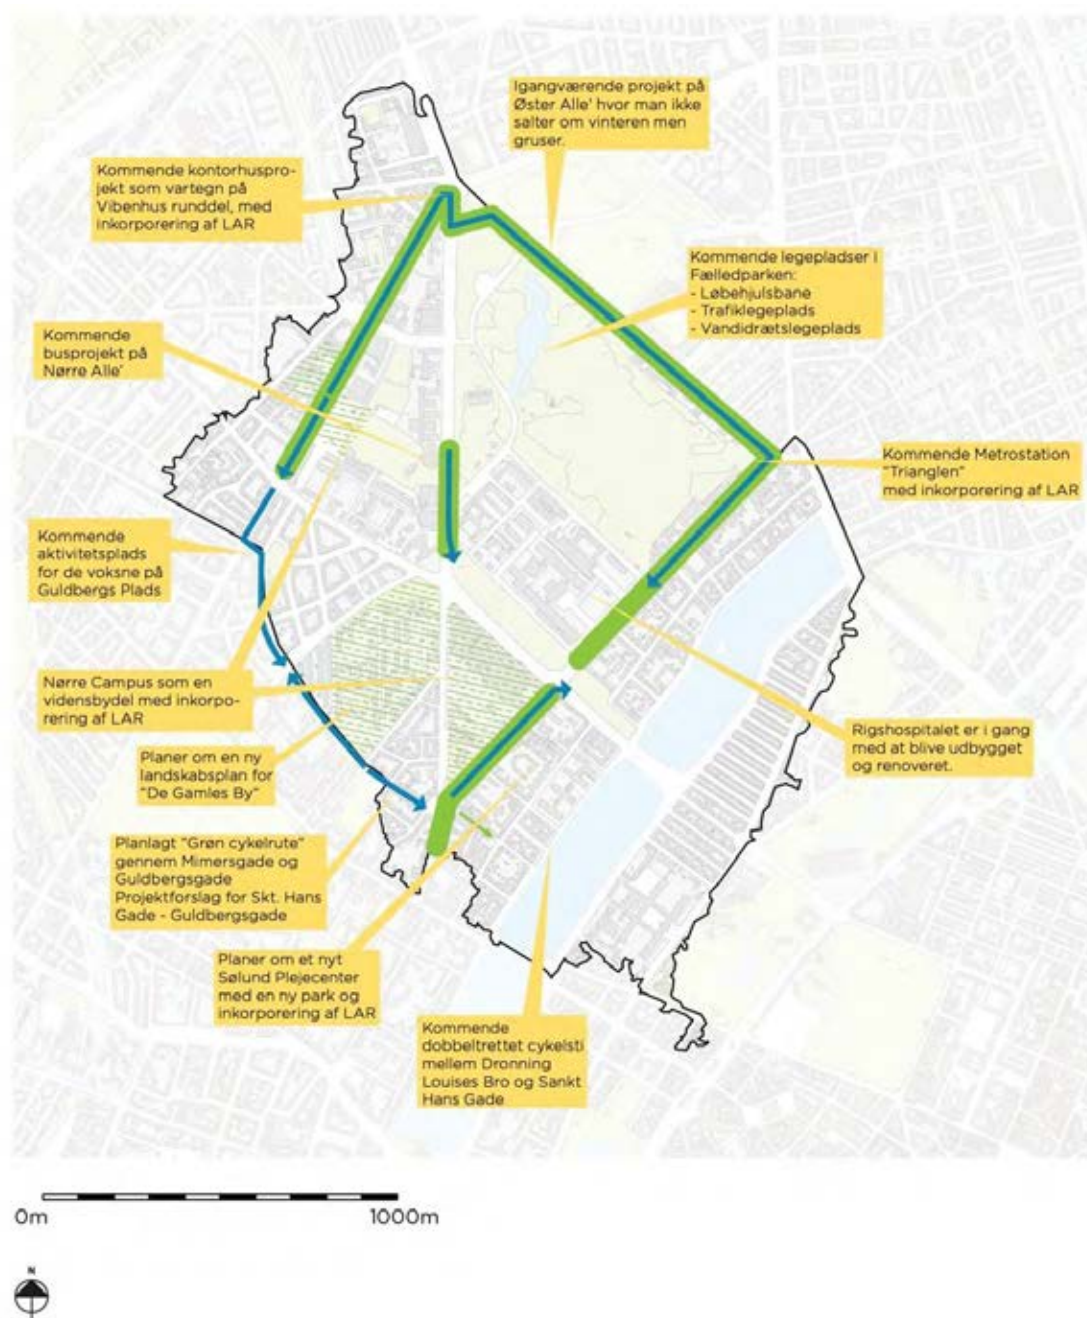 Igangværende projekt på
Øster Alle' hvor man ikke
salter om vinteren men
gruser.
Kommende kontorhuspro-
jekt som vartegn på
Vibenhus runddel, med
inkorporering af LAR
Kommende legepladser i
Fælledparken:
- Løbehjulsbane
- Trafiklegeplads
- Vandidrætslegeplads
Kommende
busprojekt på
Nørre Alle'
Kommende Metrostation
"Trianglen"
med inkorporering af LAR
Kommende
aktivitetsplads
for de voksne på
Guldbergs Plads
Nørre Campus som en
vidensbydel med inkorpo-
rering af LAR
Rigshospitalet er i gang
med at blive udbygget
og renoveret.
Planer om en ny
landskabsplan for
"De Gamles By"
Planlagt "Grøn cykelrute"
gennem Mimersgade og
Guldbergsgade
Projektforslag for Skt. Hans
Gade - Guldbergsgade
Planer om et nyt
Sølund Plejecenter
med en ny park og
inkorporering af LAR
Kommende
dobbeltrettet cykelsti
mellem Dronning
Louises Bro og Sankt
Hans Gade
0m
1000m
N